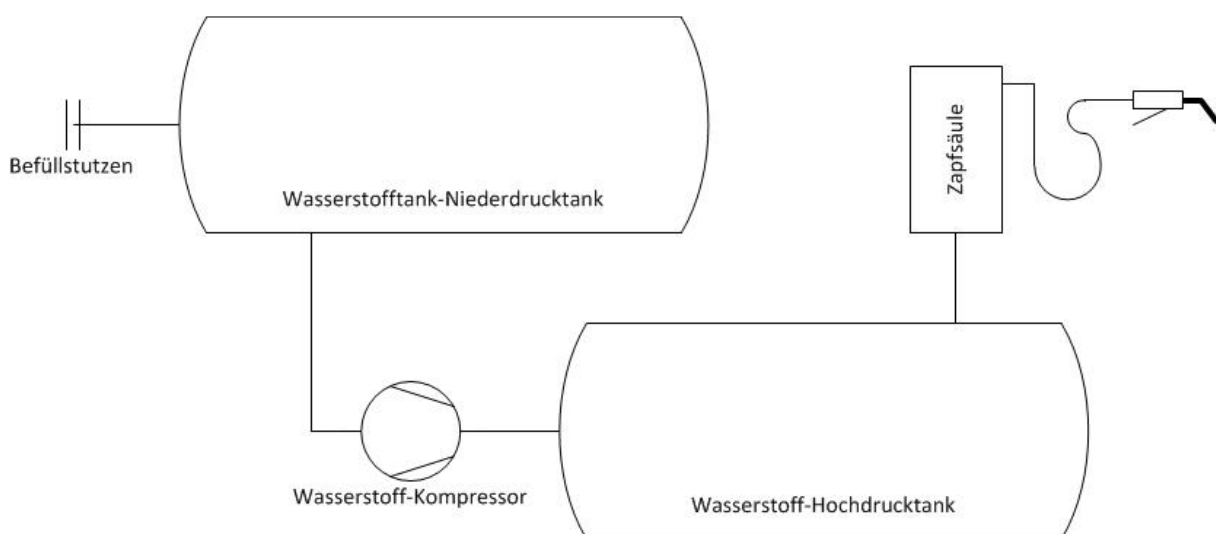 Befüllstutzen
Wasserstofftank-Niederdrucktank
Zapfsäule
Wasserstoff-Kompressor
Wasserstoff-Hochdrucktank